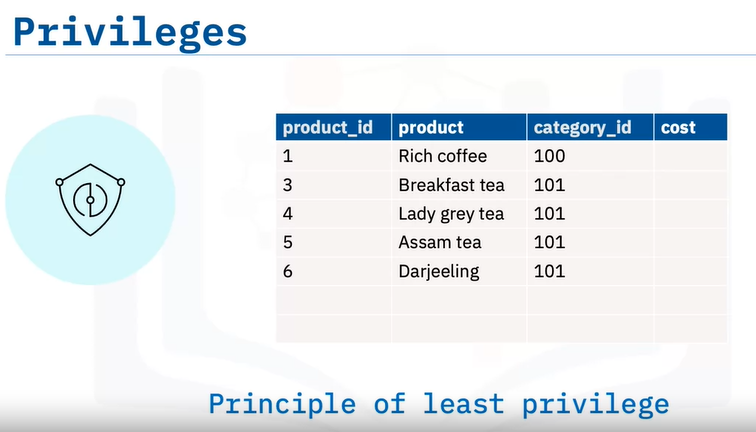 Privileges
product_id product category_id cost
1 Rich coffee 100
3 Breakfast tea 101
4 Lady grey tea 101
5 Assam tea 101
6 Darjeeling 101
Principle of least privilege